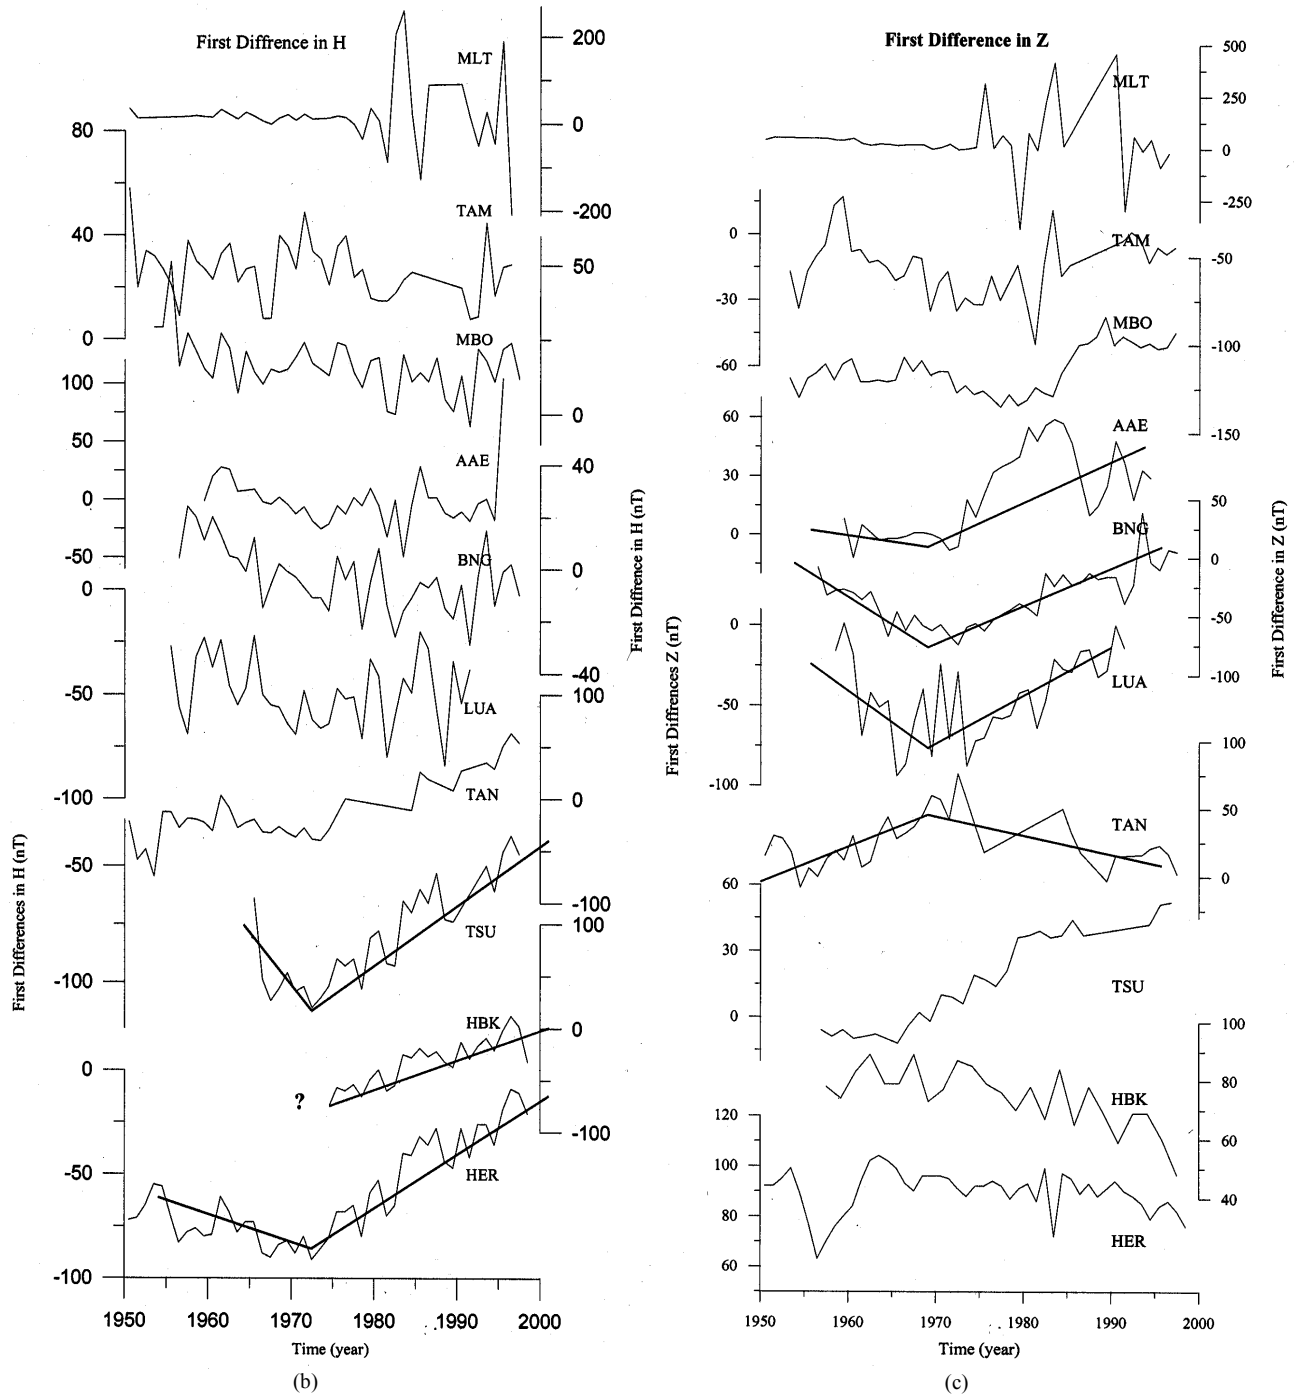 First Diffrence in H
MLT
200
0
-200
80
40
0
TAM
50
0
MBO
100
50
0
-50
AAE
40
0
-40
BNG
0
-50
-100
LUA
100
0
-100
TAN
-50
-100
TSU
100
0
-100
HBK
?
0
-50
-100
HER
1950 1960 1970 1980 1990 2000
Time (year)
First Differences in H (nT)
First Diffrence in H (nT)
(b)
First Difference in Z
MLT
500
250
0
-250
0
-30
-60
TAM
-50
-100
-150
MBO
60
30
0
AAE
50
0
-50
-100
BNG
0
-50
-100
LUA
100
50
0
TAN
60
30
0
TSU
100
80
60
40
HBK
120
100
80
60
HER
1950 1960 1970 1980 1990 2000
Time (year)
First Differences Z (nT)
First Difference in Z (nT)
(c)